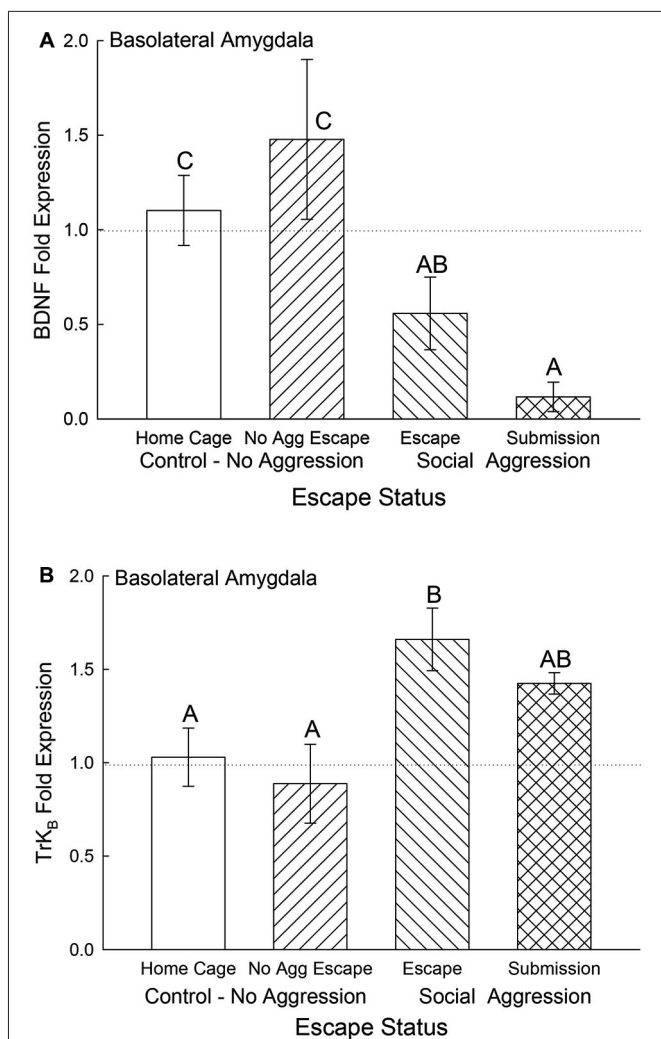 A Basolateral Amygdala
2.0
1.5
1.0
0.5
0.0
BDNF Fold Expression
C
C
AB
A
Home Cage No Agg Escape Escape Submission
Control - No Aggression Social Aggression
Escape Status
B Basolateral Amygdala
2.0
1.5
1.0
0.5
0.0
TrK_B Fold Expression
A
A
B
AB
Home Cage No Agg Escape Escape Submission
Control - No Aggression Social Aggression
Escape Status